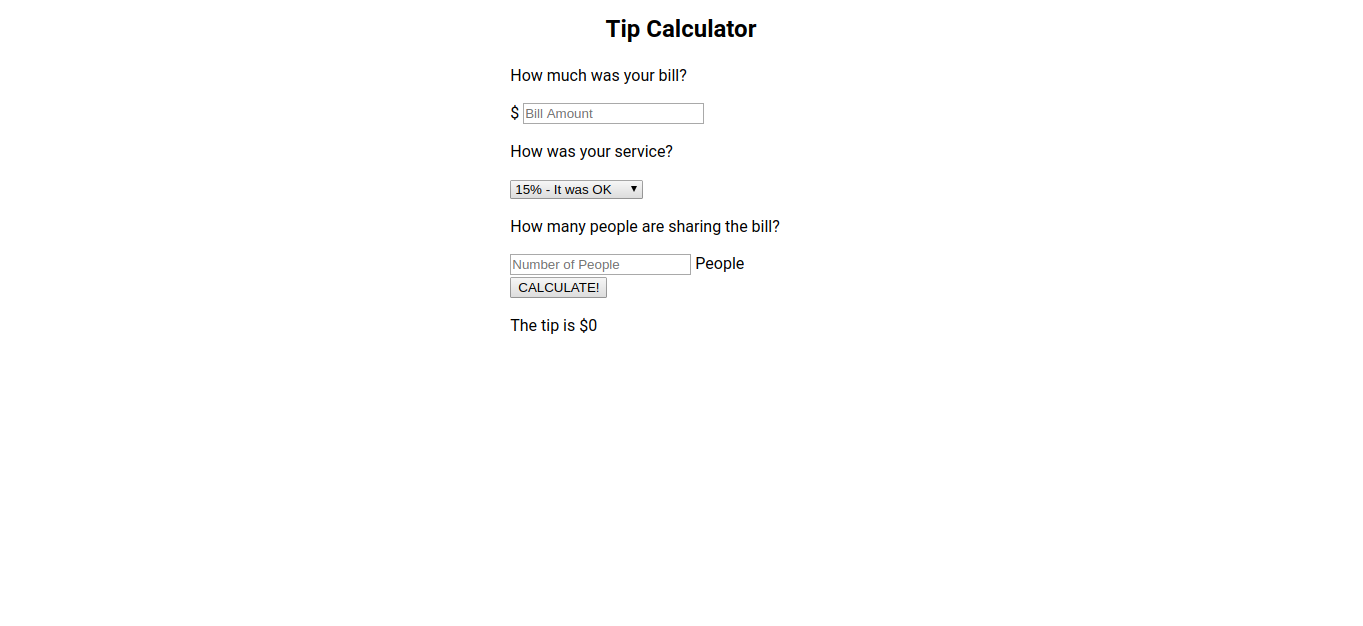 Tip Calculator
How much was your bill?
$ Bill Amount
How was your service?
15% - It was OK
How many people are sharing the bill?
Number of People People
CALCULATE!
The tip is $0